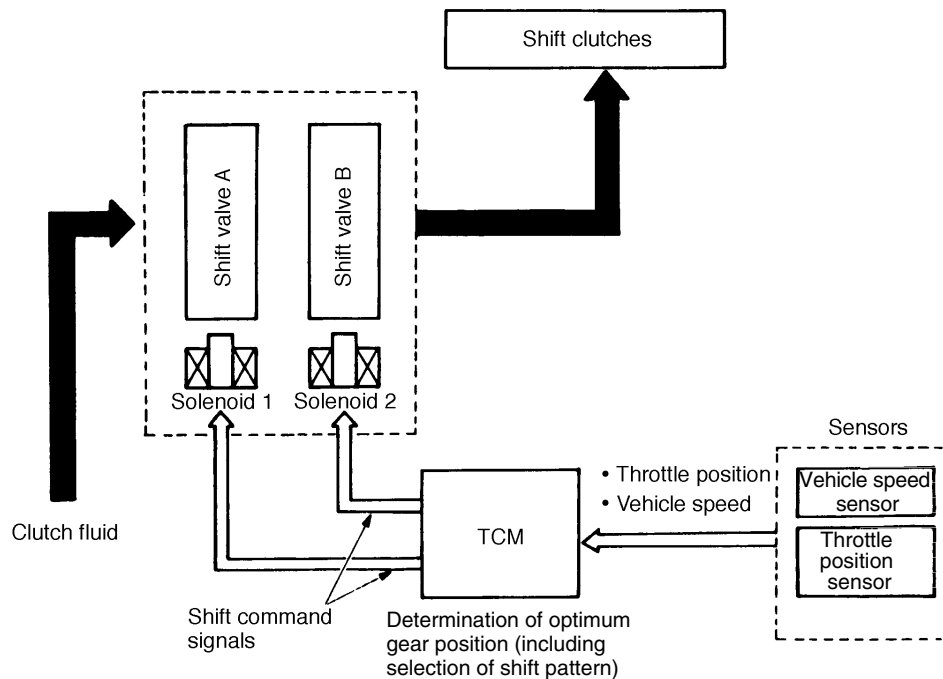 Shift clutches
Shift valve A
Shift valve B
Solenoid 1
Solenoid 2
Clutch fluid
Shift command
signals
TCM
Determination of optimum
gear position (including
selection of shift pattern)
• Throttle position
• Vehicle speed
Sensors
Vehicle speed
sensor
Throttle
position
sensor